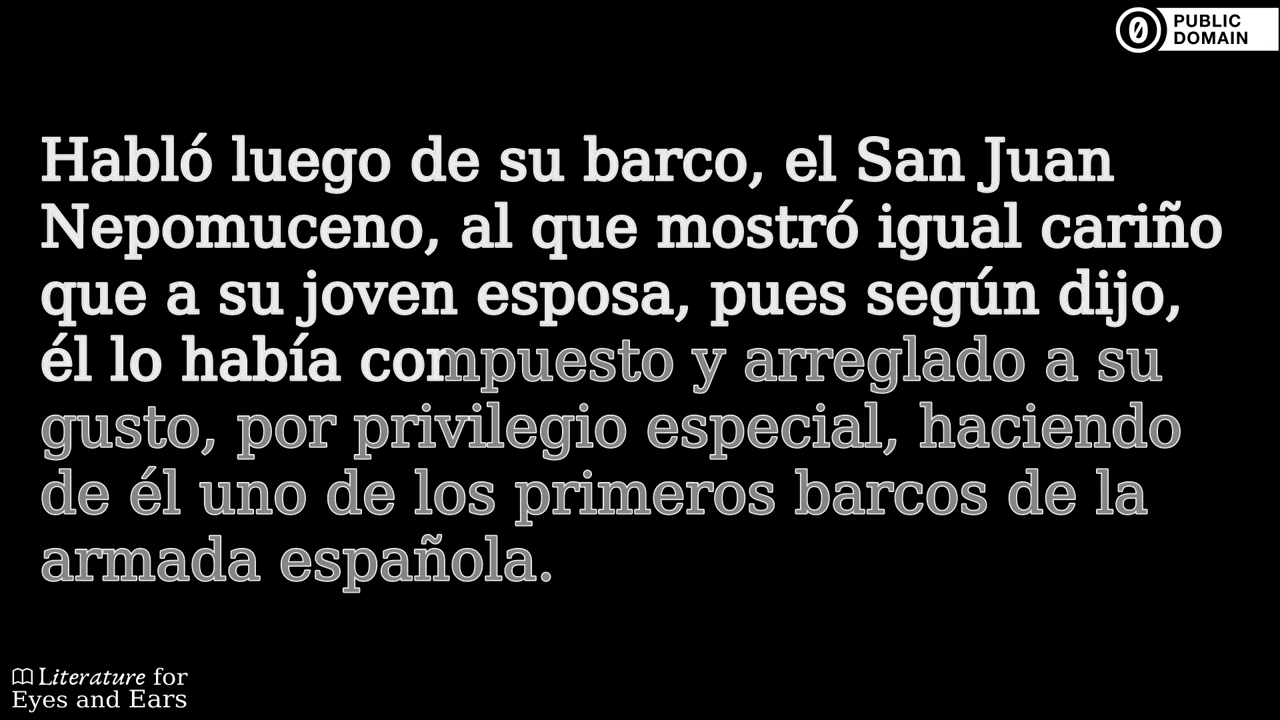 PUBLIC
DOMAIN
Habló luego de su barco, el San Juan
Nepomuceno, al que mostró igual cariño
que a su joven esposa, pues según dijo,
él lo había compuesto y arreglado a su
gusto, por privilegio especial, haciendo
de él uno de los primeros barcos de la
armada española.
Literature for
Eyes and Ears